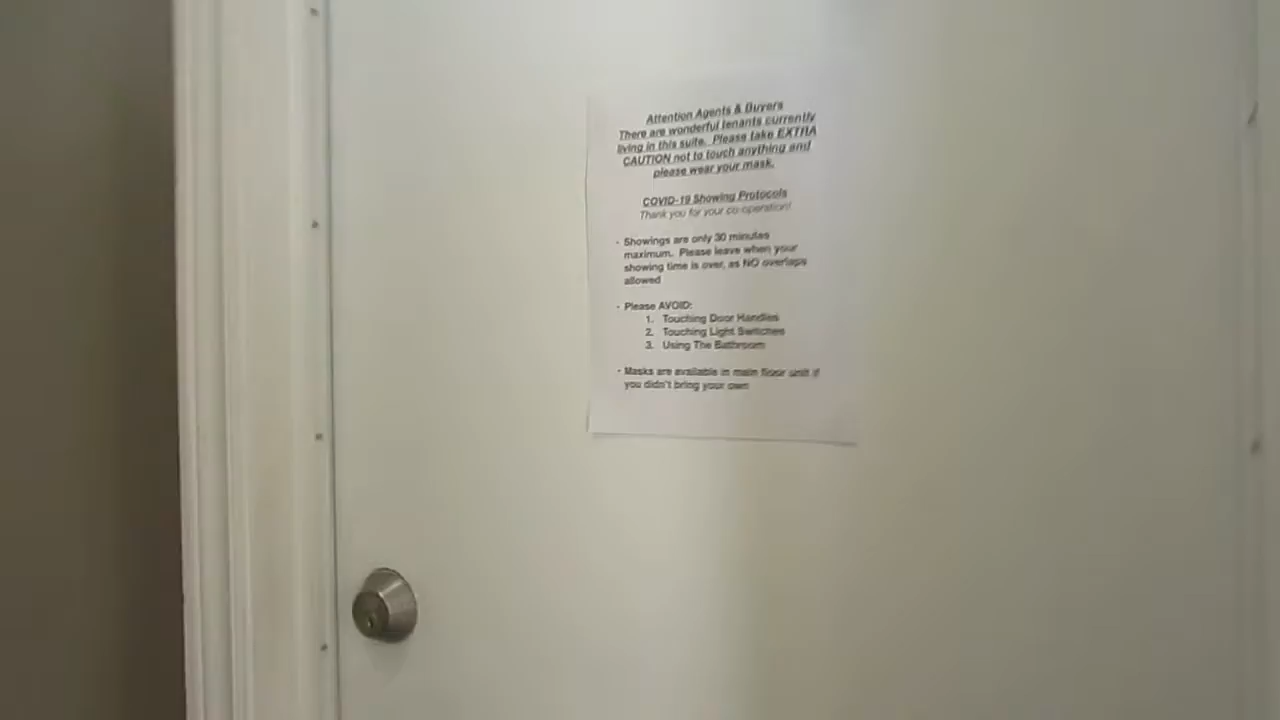 Attention Agents & Buyers
There are wonderful tenants currently
living in this suite. Please take EXTRA
CAUTION not to touch anything and
please wear your mask.
COVID-19 Showing Protocols
Thank you for your co-operation!
- Showings are only 30 minutes
maximum. Please leave when your
showing time is over, as NO overlaps
allowed
- Please AVOID:
1. Touching Door Handles
2. Touching Light Switches
3. Using The Bathroom
- Masks are available in main floor unit if
you didn't bring your own